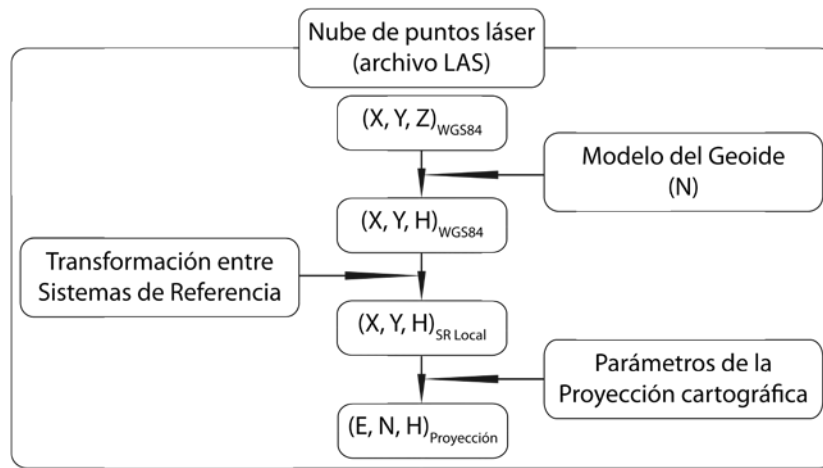 Nube de puntos láser
(archivo LAS)
(X, Y, Z)WGS84
Modelo del Geoide
(N)
(X, Y, H)WGS84
Transformación entre
Sistemas de Referencia
(X, Y, H)SR Local
Parámetros de la
Proyección cartográfica
(E, N, H)Proyección